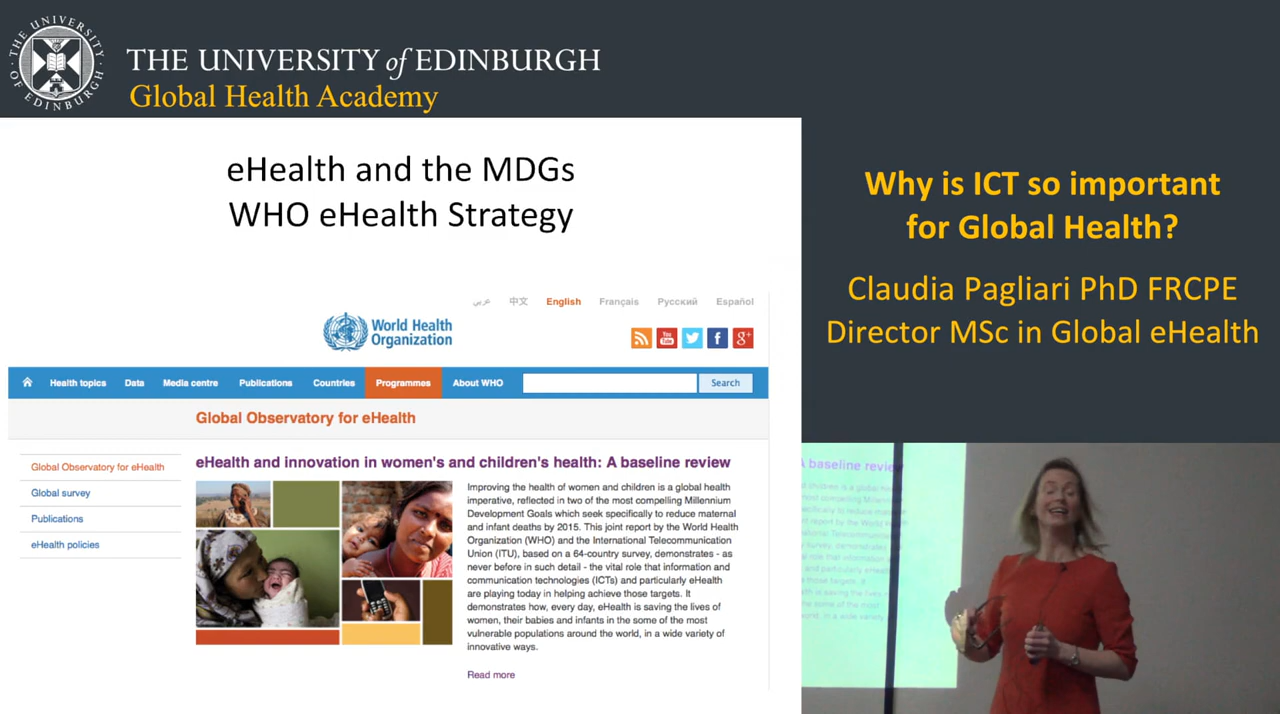 THE UNIVERSITY
OF EDINBURGH
THE UNIVERSITY of EDINBURGH
Global Health Academy
eHealth and the MDGs
WHO eHealth Strategy
عربي 中文 English Français Русский Español
World Health
Organization
You
Tube
f
g+
Health topics Data Media centre Publications Countries Programmes About WHO Search
Global Observatory for eHealth
Global Observatory for eHealth
Global survey
Publications
eHealth policies
eHealth and innovation in women's and children's health: A baseline review
Improving the health of women and children is a global health
imperative, reflected in two of the most compelling Millennium
Development Goals which seek specifically to reduce maternal
and infant deaths by 2015. This joint report by the World Health
Organization (WHO) and the International Telecommunication
Union (ITU), based on a 64-country survey, demonstrates - as
never before in such detail - the vital role that information and
communication technologies (ICTs) and particularly eHealth
are playing today in helping achieve those targets. It
demonstrates how, every day, eHealth is saving the lives of
women, their babies and infants in the some of the most
vulnerable populations around the world, in a wide variety of
innovative ways.
Read more
Why is ICT so important
for Global Health?
Claudia Pagliari PhD FRCPE
Director MSc in Global eHealth
A baseline review